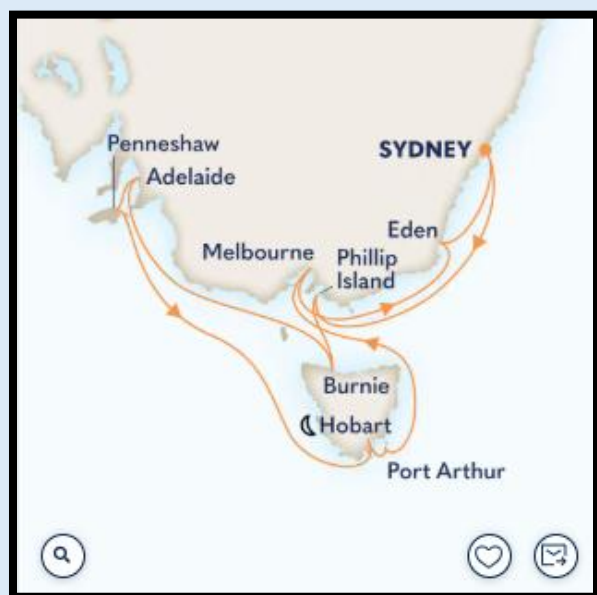 Penneshaw
SYDNEY
Adelaide
Eden
Melbourne
Phillip
Island
Burnie
Hobart
Port Arthur